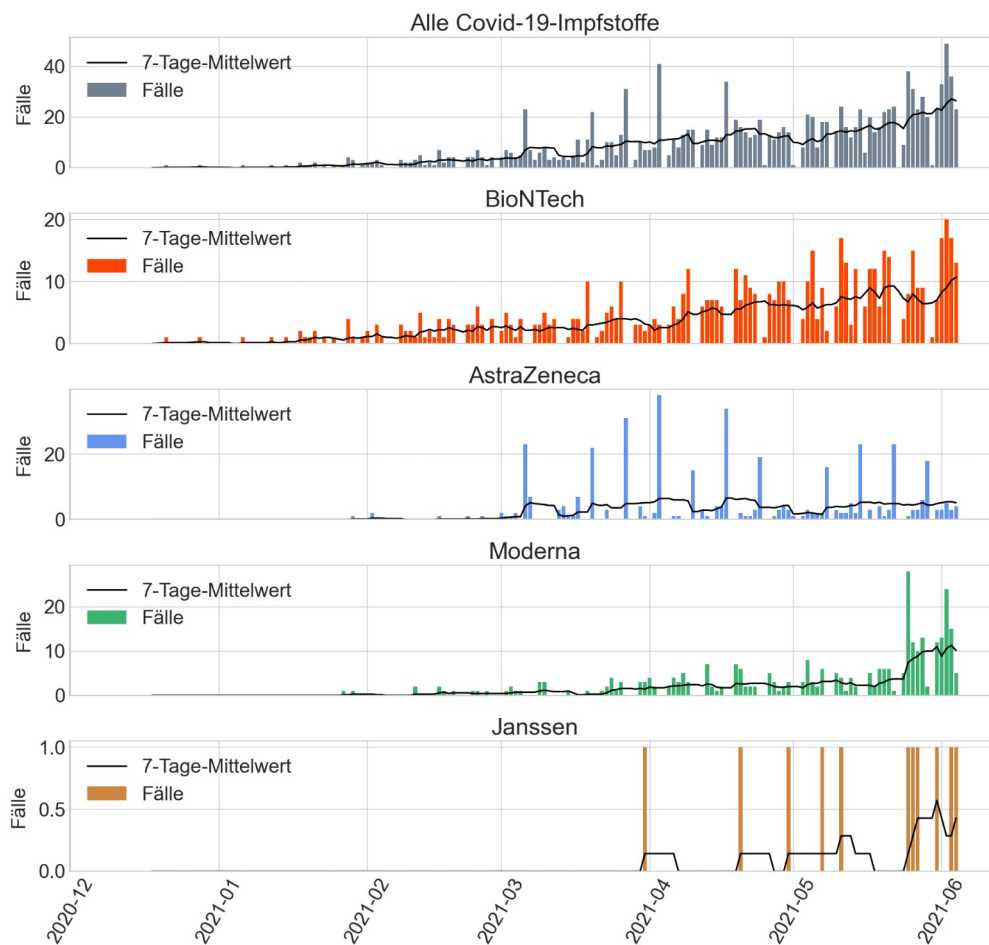 Alle Covid-19-Impfstoffe
Fälle
40
20
0
7-Tage-Mittelwert
Fälle
BioNTech
Fälle
20
10
0
7-Tage-Mittelwert
Fälle
AstraZeneca
Fälle
20
0
7-Tage-Mittelwert
Fälle
Moderna
Fälle
20
10
0
7-Tage-Mittelwert
Fälle
Janssen
Fälle
1.0
0.5
0.0
7-Tage-Mittelwert
Fälle
2020-12
2021-01
2021-02
2021-03
2021-04
2021-05
2021-06